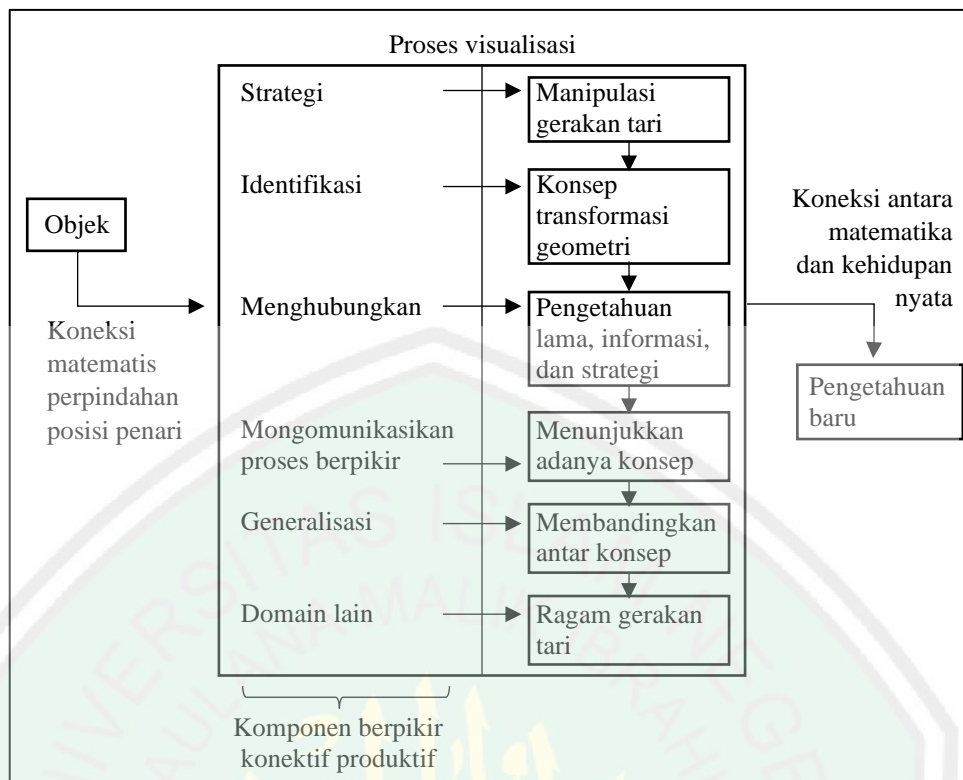 Proses visualisasi
Strategi
Manipulasi
gerakan tari
Identifikasi
Konsep
transformasi
geometri
Objek
Koneksi antara
matematika
dan kehidupan
nyata
Menghubungkan
Pengetahuan
lama, informasi,
dan strategi
Koneksi
matematis
perpindahan
posisi penari
Pengetahuan
baru
Mongomunikasikan
proses berpikir
Menunjukkan
adanya konsep
Generalisasi
Membandingkan
antar konsep
Domain lain
Ragam gerakan
tari
Komponen berpikir
konektif produktif